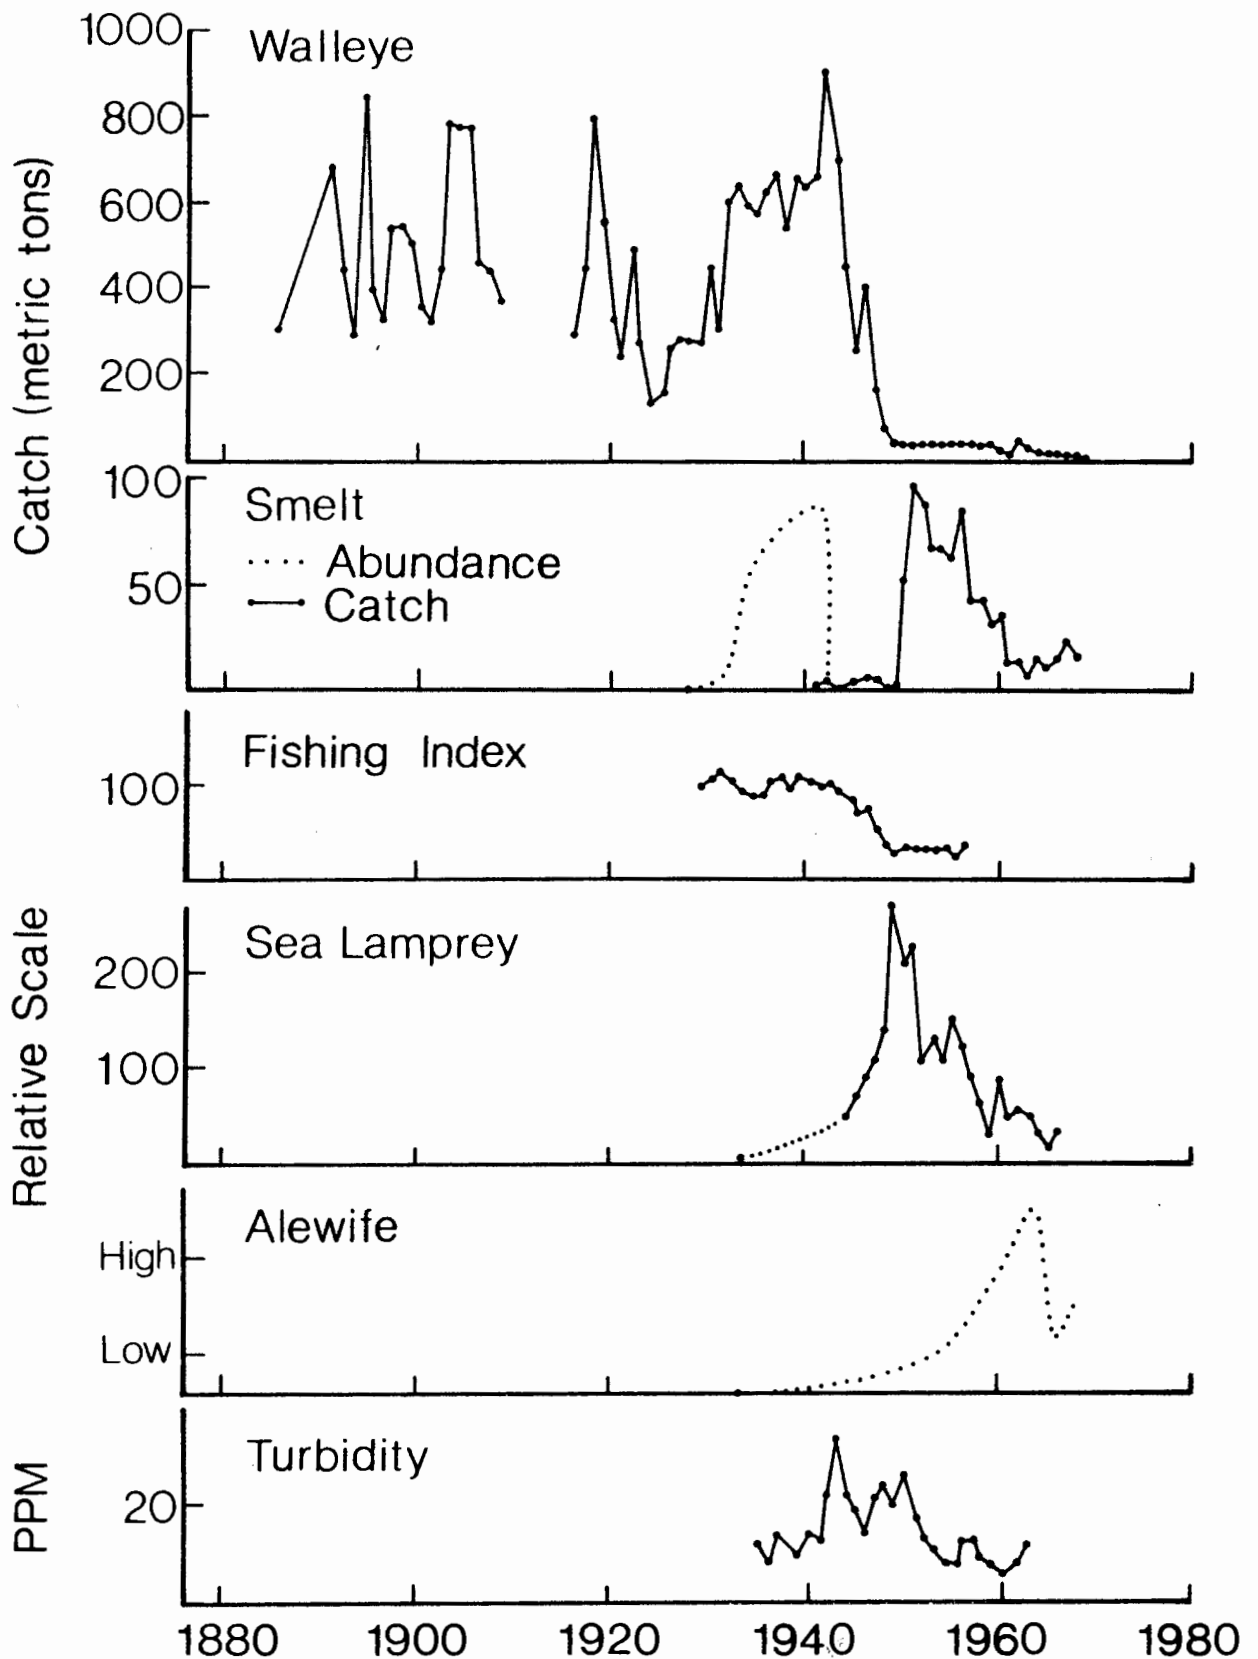 Catch (metric tons)
1000
800
600
400
200
Walleye
100
50
Smelt
Abundance
Catch
Relative Scale
100
Fishing Index
200
100
Sea Lamprey
High
Low
Alewife
PPM
20
Turbidity
1880 1900 1920 1940 1960 1980